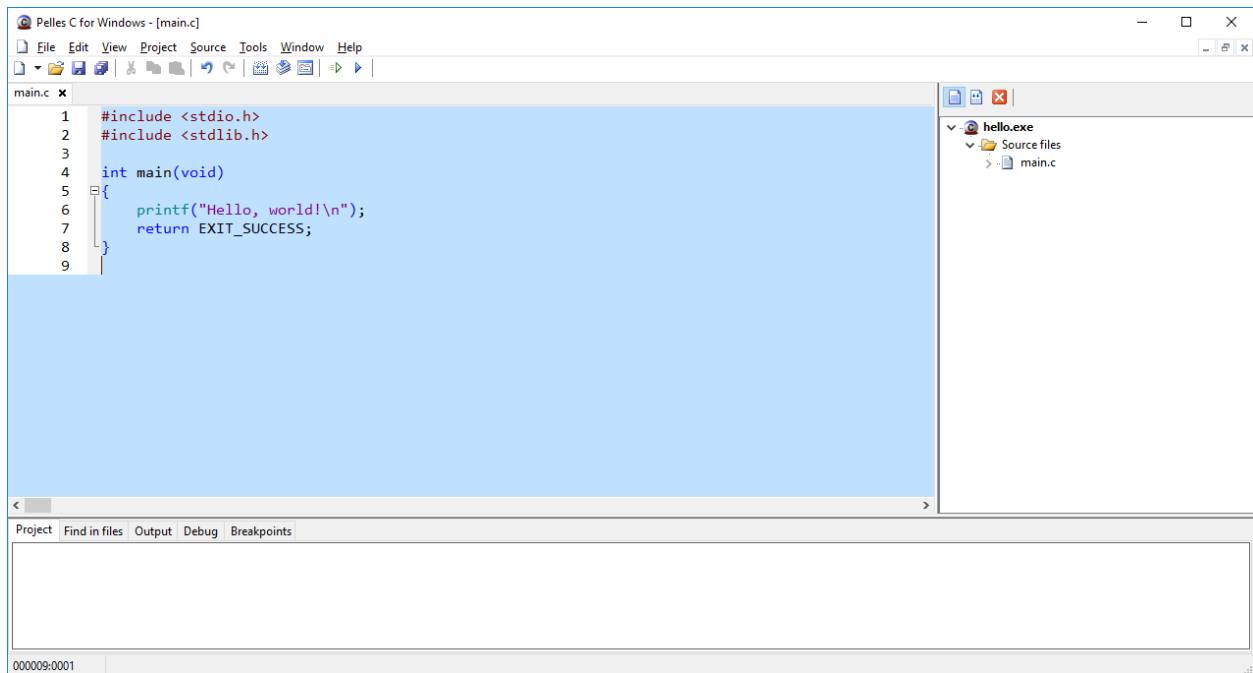 Pelles C for Windows - [main.c]
File Edit View Project Source Tools Window Help
main.c
1 #include <stdio.h>
2 #include <stdlib.h>
3
4 int main(void)
5 {
6     printf("Hello, world!\n");
7     return EXIT_SUCCESS;
8 }
9
hello.exe
Source files
main.c
Project Find in files Output Debug Breakpoints
000009:0001